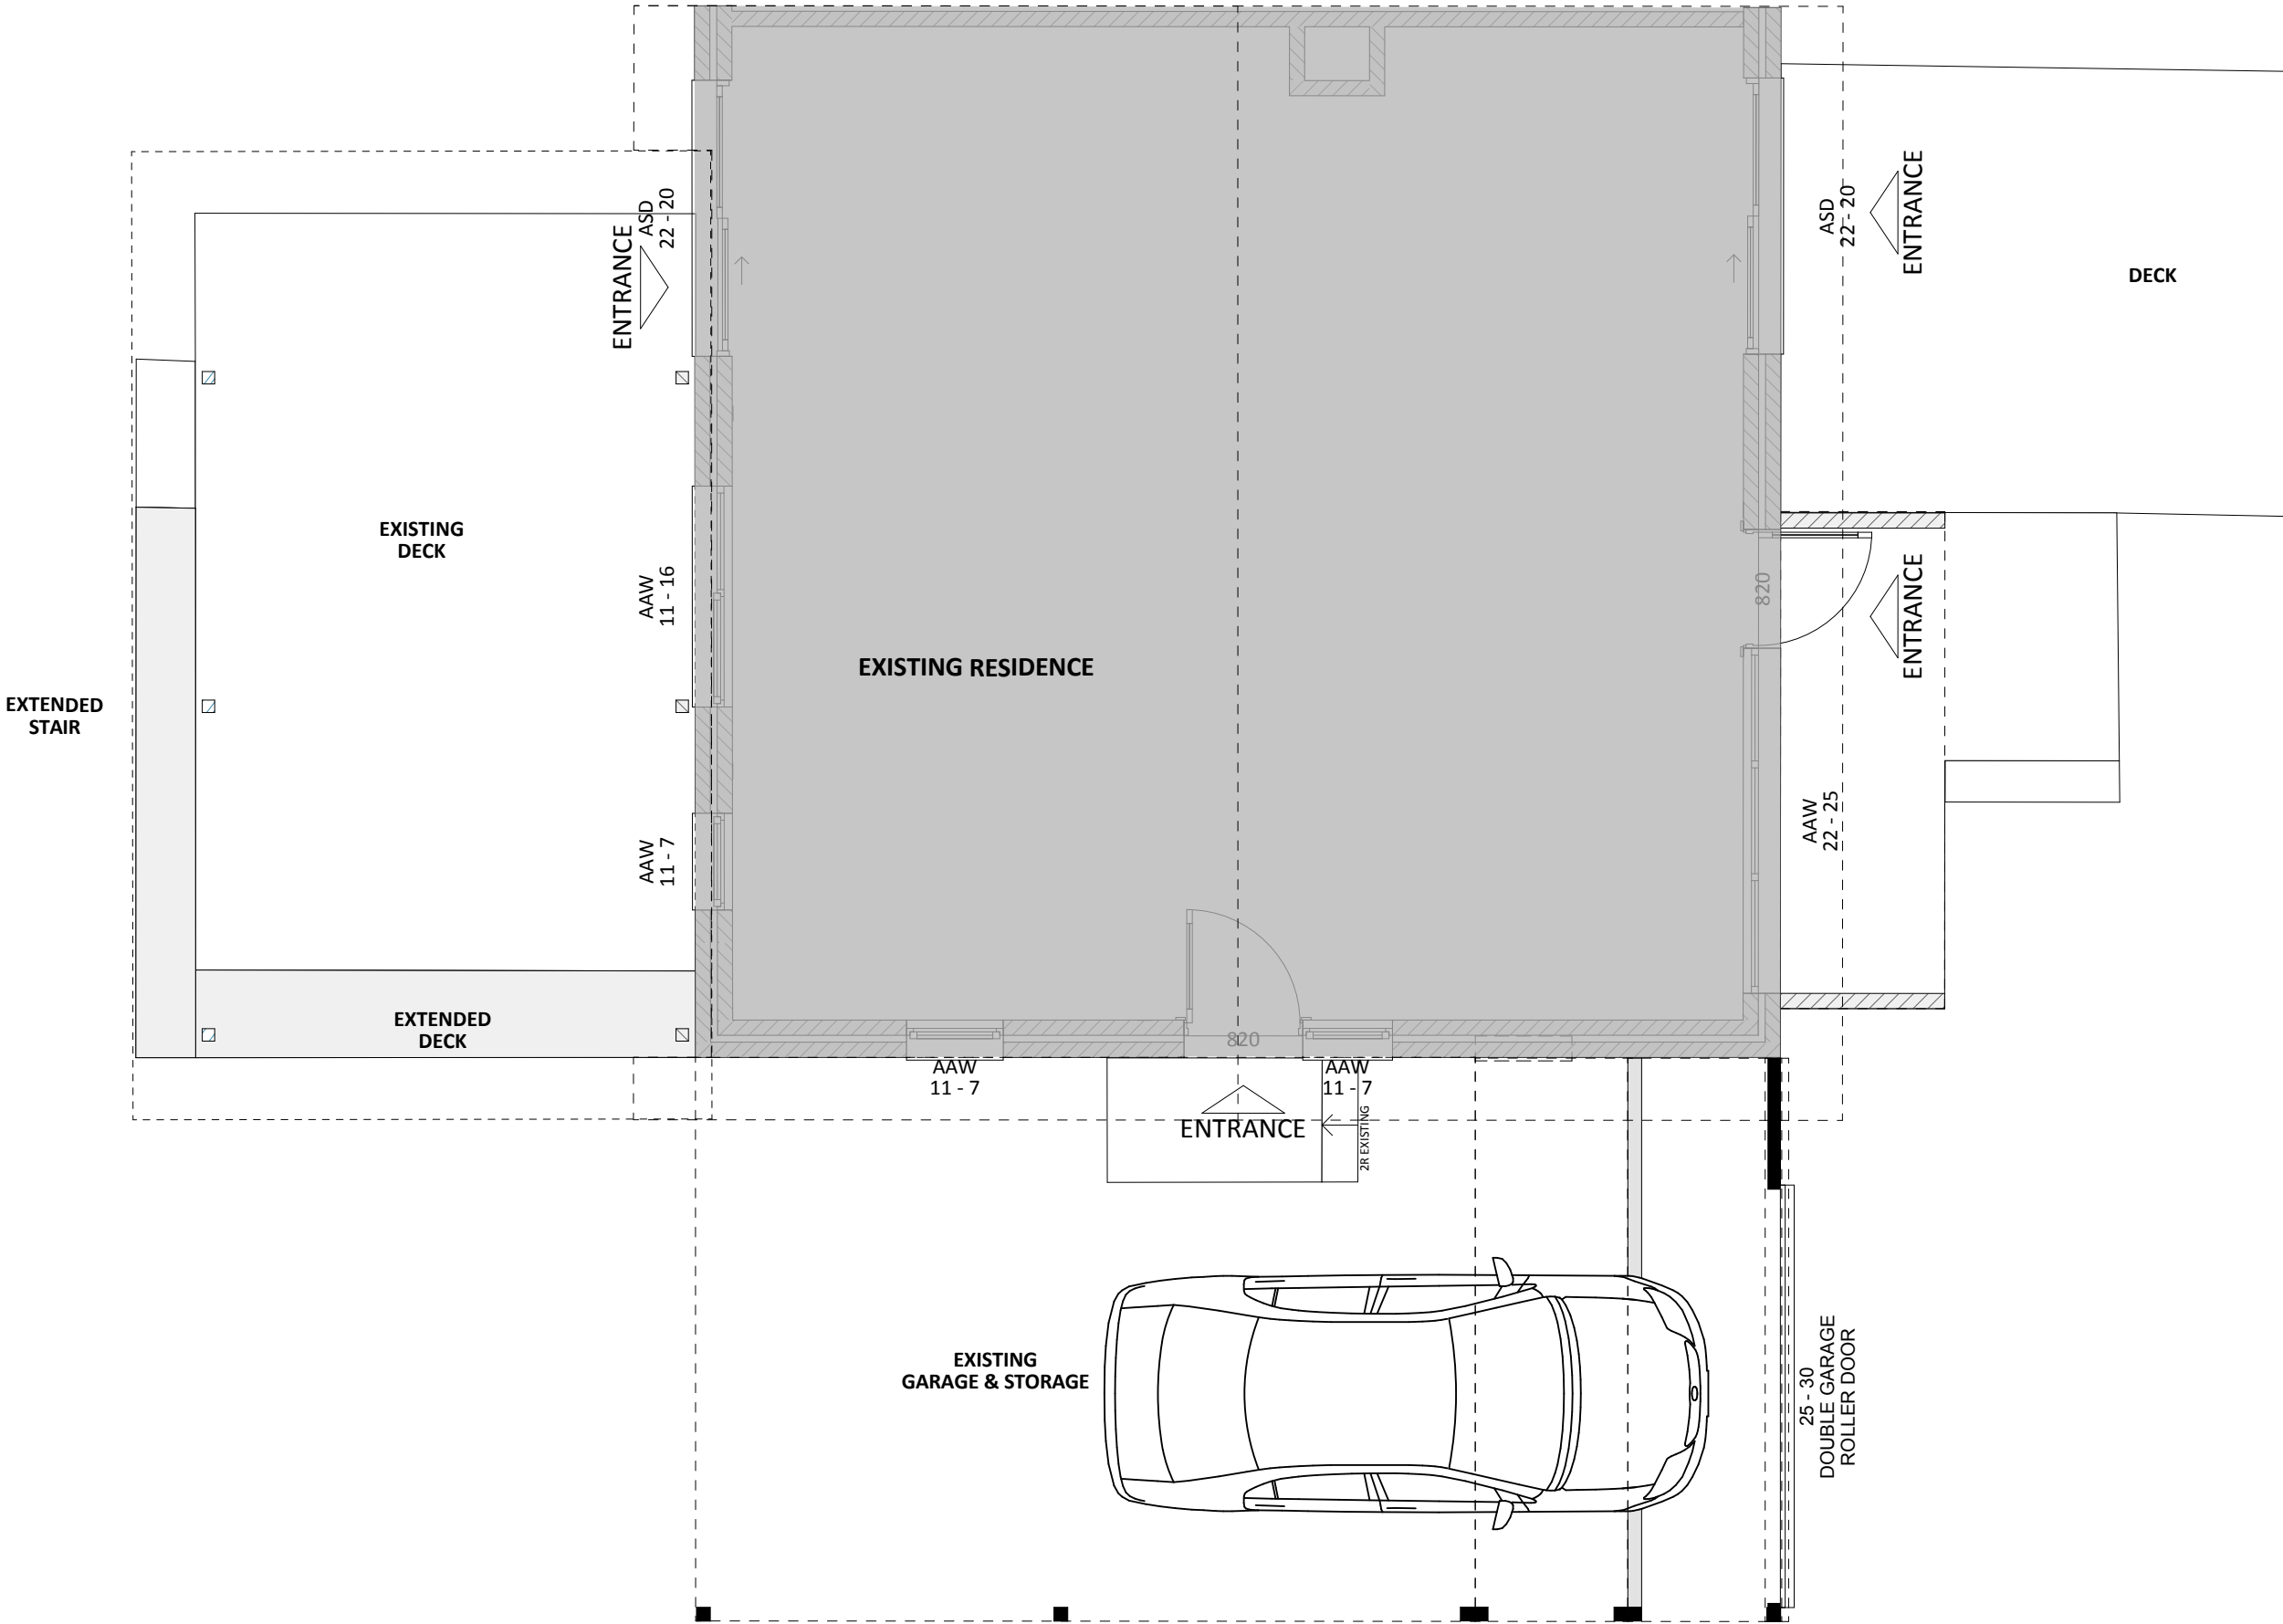 ASD
22 - 20
ENTRANCE
ASD
22 - 20
ENTRANCE
DECK
EXISTING
DECK
AAW
11 - 16
820
ENTRANCE
EXISTING RESIDENCE
EXTENDED
STAIR
AAW
11 - 7
AAW
22 - 25
EXTENDED
DECK
820
AAW
11 - 7
AAW
11 - 7
ENTRANCE
2R EXISTING
EXISTING
GARAGE & STORAGE
25 - 30
DOUBLE GARAGE
ROLLER DOOR